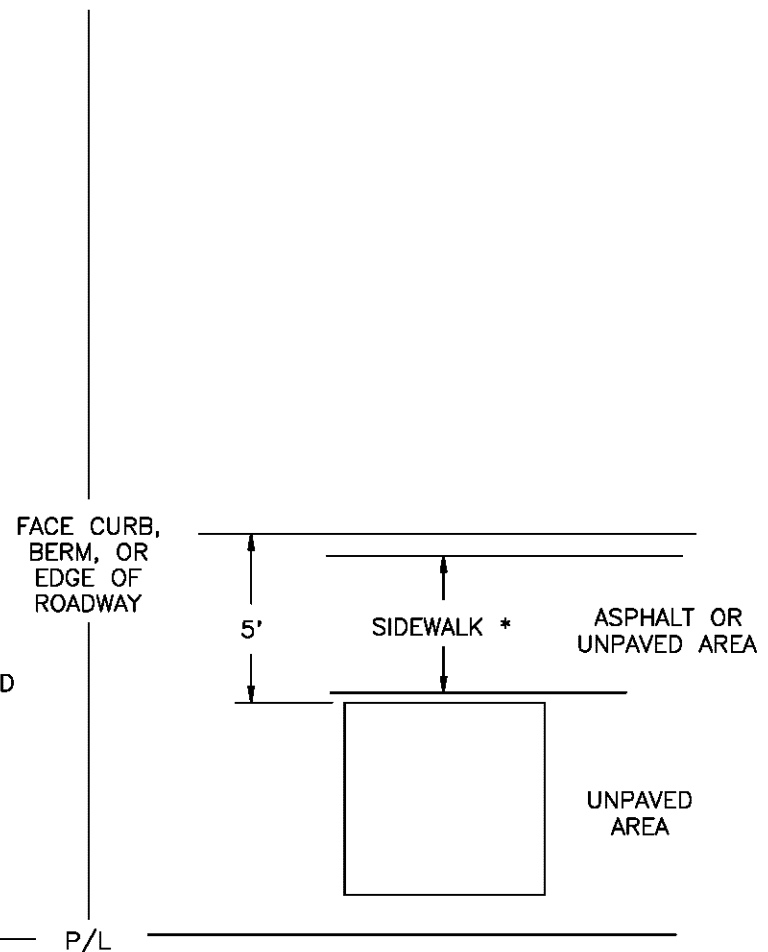 FACE CURB,
BERM, OR
EDGE OF
ROADWAY
5'
SIDEWALK *
ASPHALT OR
UNPAVED AREA
D
UNPAVED
AREA
P/L